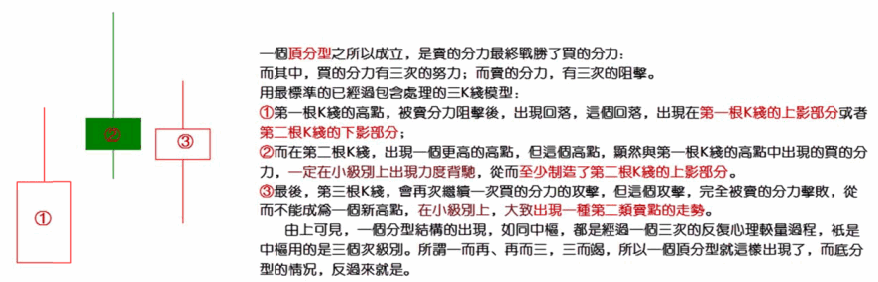 ①
②
③
一個頂分型之所以成立，是賣的分力最終戰勝了買的分力：
而其中，買的分力有三次的努力；而賣的分力，有三次的阻擊。
用最標準的已經過包含處理的三K綫模型：
①第一根K綫的高點，被賣分力阻擊後，出現回落，這個回落，出現在第一根K綫的上影部分或者
第二根K綫的下影部分；
②而在第二根K綫，出現一個更高的高點，但這個高點，顯然與第一根K綫的高點中出現的買的分
力，一定在小級别上出現力度背馳，從而至少制造了第二根K綫的上影部分。
③最後，第三根K綫，會再次繼續一次買的分力的攻擊，但這個攻擊，完全被賣的分力擊敗，從
而不能成爲一個新高點，在小級别上，大致出現一種第二類賣點的走勢。
由上可見，一個分型結構的出現，如同中樞，都是經過一個三次的反復心理較量過程，衹是
中樞用的是三個次級别。所謂一而再、再而三，三而竭，所以一個頂分型就這樣出現了，而底分
型的情况，反過來就是。